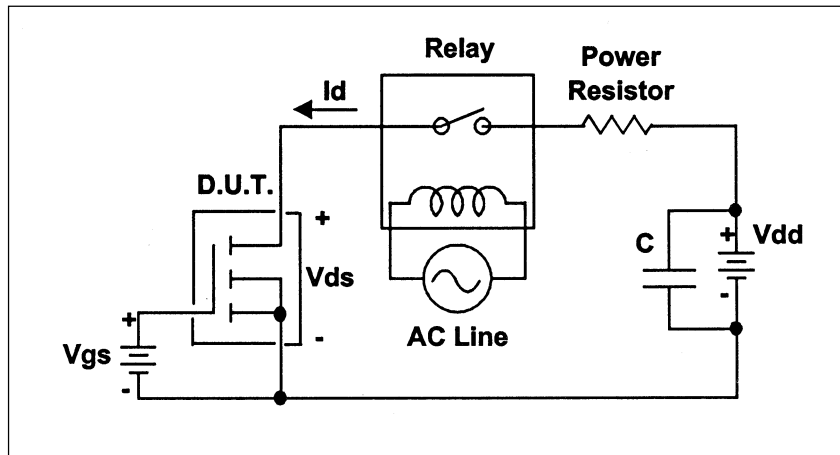 Relay
Power
Resistor
Id
D.U.T.
+
Vds
-
AC Line
C
+
Vdd
-
+
Vgs
-